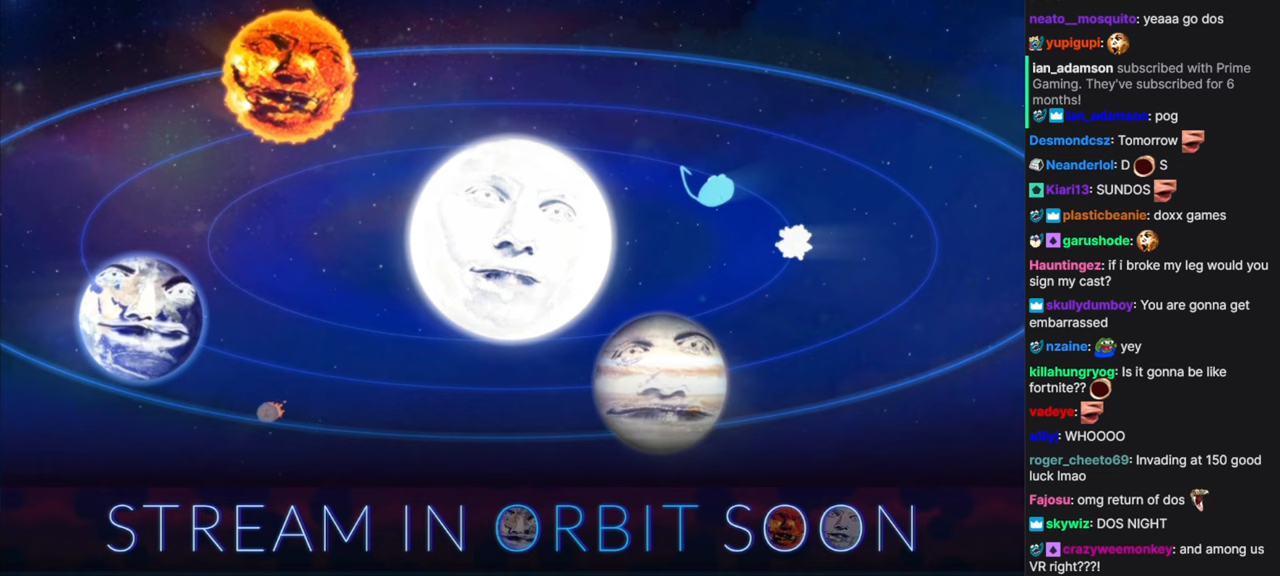 neato__mosquito: yeaaa go dos
yupigupi:
ian_adamson subscribed with Prime
Gaming. They've subscribed for 6
months!
ian_adamson: pog
Desmondcsz: Tomorrow
Neanderlol: D S
Kiari13: SUNDOS
plasticbeanie: doxx games
garushode:
Hauntingez: if i broke my leg would you
sign my cast?
skullydumboy: You are gonna get
embarrassed
nzaine: yey
killahungryog: Is it gonna be like
fortnite??
vadeye:
: WHOOOO
roger_cheeto69: Invading at 150 good
luck lmao
Fajosu: omg return of dos
skywiz: DOS NIGHT
crazyweemonkey: and among us
VR right???!
STREAM IN ORBIT SOON